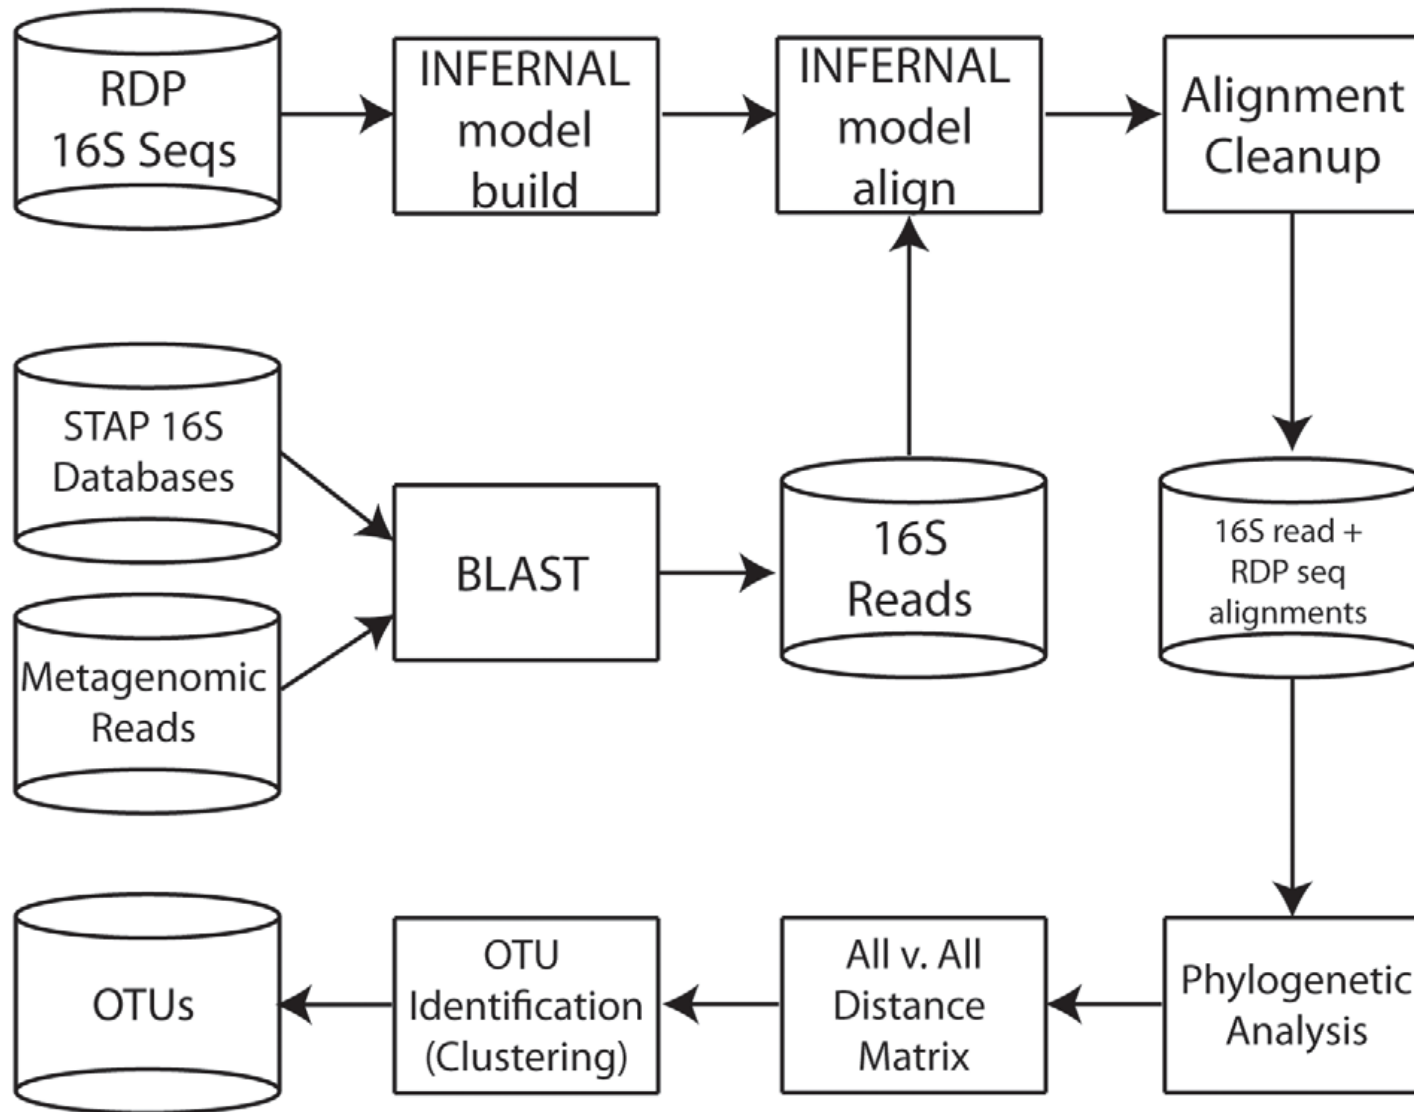 RDP
16S Seqs
INFERNAL
model
build
INFERNAL
model
align
Alignment
Cleanup
STAP 16S
Databases
Metagenomic
Reads
BLAST
16S
Reads
16S read +
RDP seq
alignments
OTUs
OTU
Identification
(Clustering)
All v. All
Distance
Matrix
Phylogenetic
Analysis